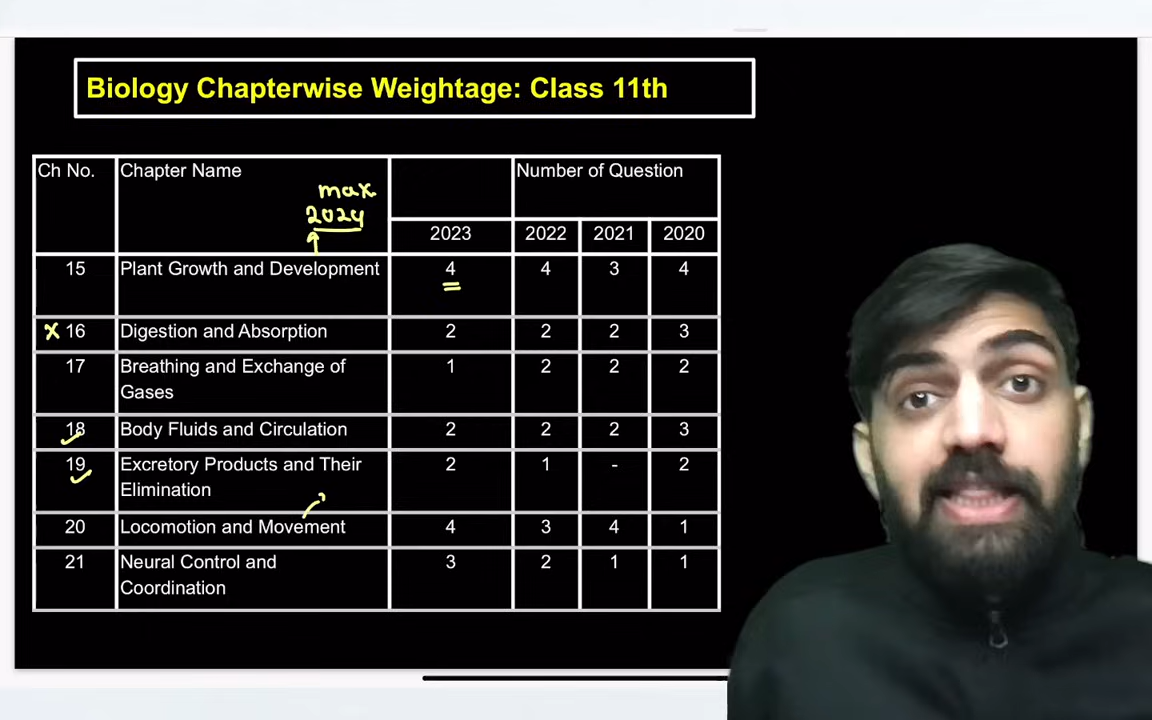 Biology Chapterwise Weightage: Class 11th
Ch No. Chapter Name Number of Question
max
2024
2023 2022 2021 2020
15 Plant Growth and Development 4 4 3 4
x 16 Digestion and Absorption 2 2 2 3
17 Breathing and Exchange of 1 2 2 2
Gases
18 Body Fluids and Circulation 2 2 2 3
19 Excretory Products and Their 2 1 - 2
Elimination
20 Locomotion and Movement 4 3 4 1
21 Neural Control and 3 2 1 1
Coordination